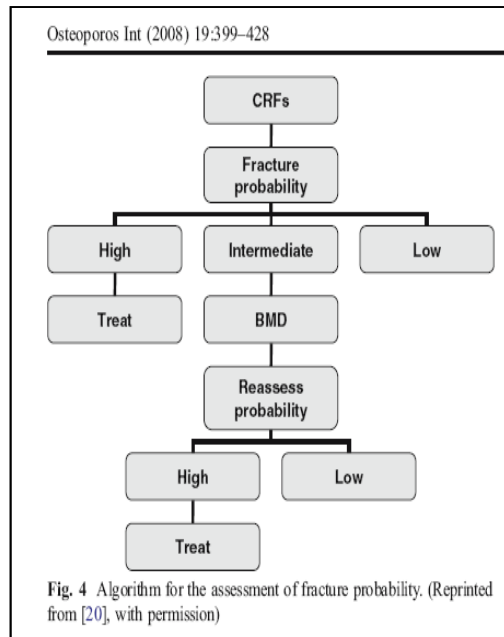 Osteoporos Int (2008) 19:399–428
CRFs
Fracture
probability
High
Intermediate
Low
Treat
BMD
Reassess
probability
High
Low
Treat
Fig. 4 Algorithm for the assessment of fracture probability. (Reprinted
from [20], with permission)